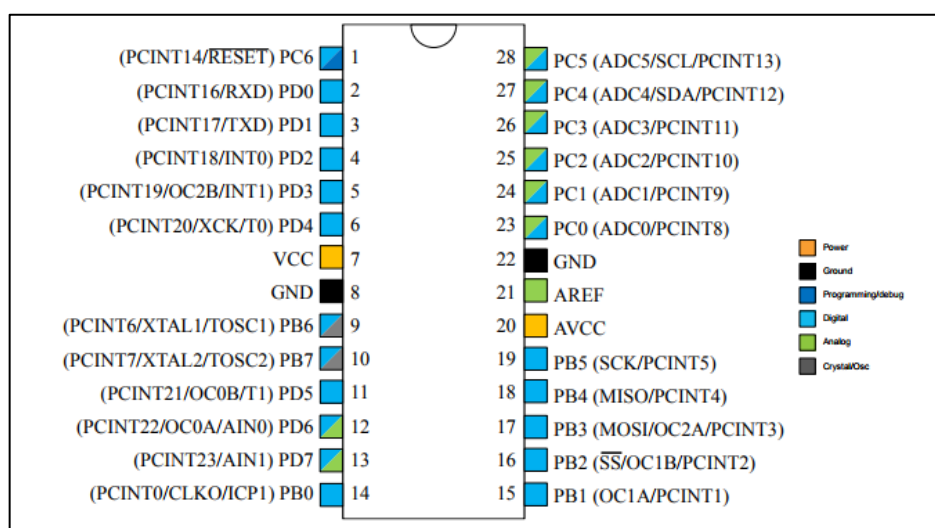 (PCINT14/RESET) PC6 1 28 PC5 (ADC5/SCL/PCINT13)
(PCINT16/RXD) PD0 2 27 PC4 (ADC4/SDA/PCINT12)
(PCINT17/TXD) PD1 3 26 PC3 (ADC3/PCINT11)
(PCINT18/INT0) PD2 4 25 PC2 (ADC2/PCINT10)
(PCINT19/OC2B/INT1) PD3 5 24 PC1 (ADC1/PCINT9)
(PCINT20/XCK/T0) PD4 6 23 PC0 (ADC0/PCINT8)
VCC 7 22 GND
GND 8 21 AREF
(PCINT6/XTAL1/TOSC1) PB6 9 20 AVCC
(PCINT7/XTAL2/TOSC2) PB7 10 19 PB5 (SCK/PCINT5)
(PCINT21/OC0B/T1) PD5 11 18 PB4 (MISO/PCINT4)
(PCINT22/OC0A/AIN0) PD6 12 17 PB3 (MOSI/OC2A/PCINT3)
(PCINT23/AIN1) PD7 13 16 PB2 (SS/OC1B/PCINT2)
(PCINT0/CLKO/ICP1) PB0 14 15 PB1 (OC1A/PCINT1)
Power
Ground
Programming/debug
Digital
Analog
Crystal/Osc